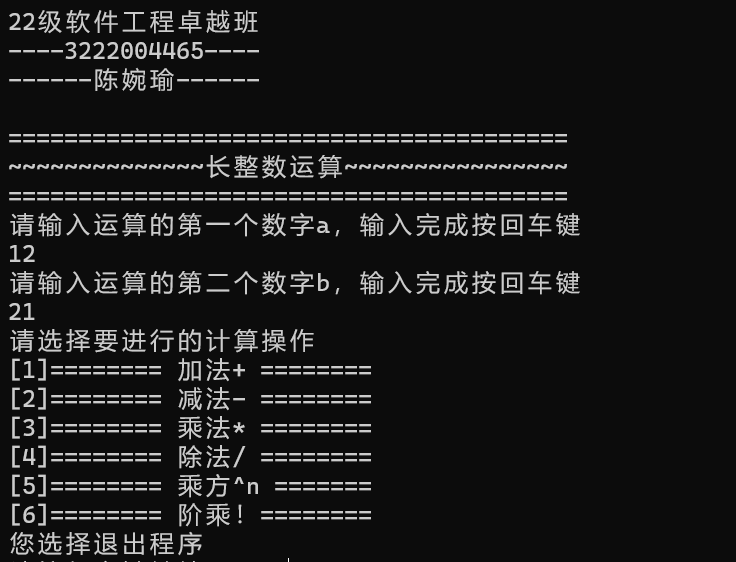 22级软件工程卓越班
----3222004465----
------陈婉瑜------
========================================
~~~~~~~~~~~~~~长整数运算~~~~~~~~~~~~~~~~
========================================
请输入运算的第一个数字a，输入完成按回车键
12
请输入运算的第二个数字b，输入完成按回车键
21
请选择要进行的计算操作
[1]======== 加法+ ========
[2]======== 减法- ========
[3]======== 乘法* ========
[4]======== 除法/ ========
[5]======== 乘方^n =======
[6]======== 阶乘! ========
您选择退出程序